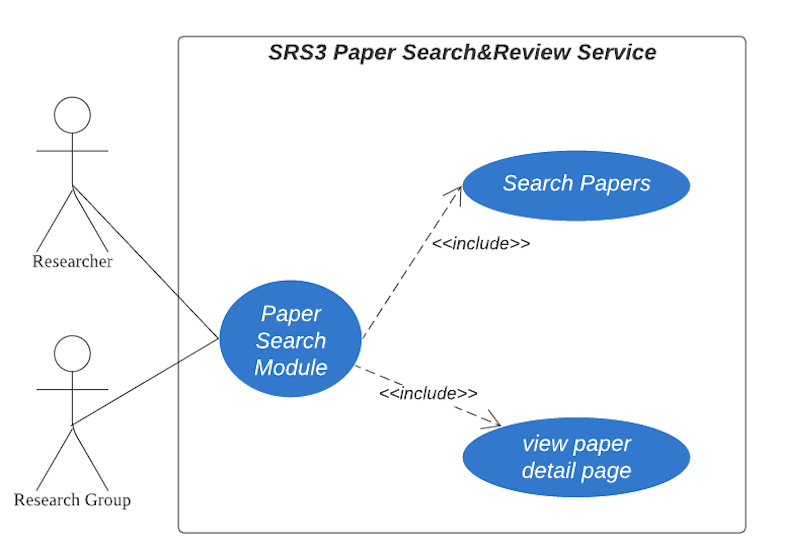 SRS3 Paper Search&Review Service
Search Papers
<<include>>
Researcher
Paper
Search
Module
<<include>>
view paper
detail page
Research Group